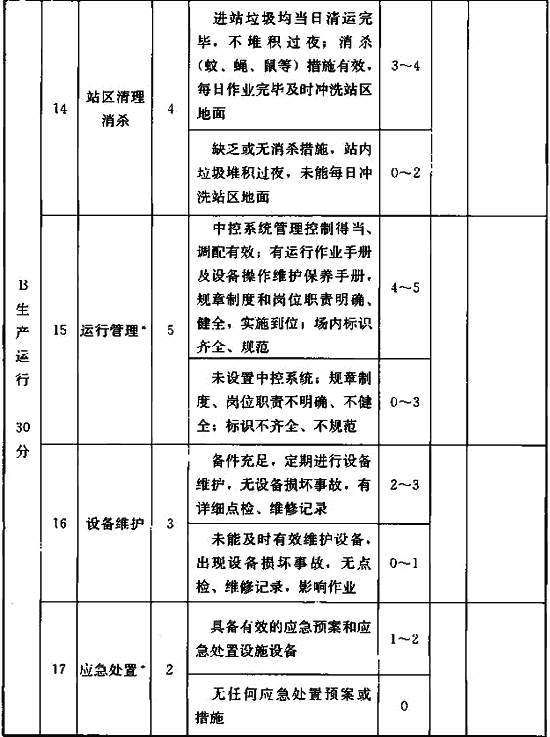 B
生
产
运
行
30
分
14
站区清理
消杀
4
进站垃圾均当日清运完
毕，不堆积过夜；消杀
(蚊、蝇、鼠等) 措施有效，
每日作业完毕及时冲洗站区
地面
3～4
缺乏或无消杀措施，站内
垃圾堆积过夜，未能每日冲
洗站区地面
0～2
15
运行管理*
5
中控系统管理控制得当、
调配有效；有运行作业手册
及设备操作维护保养手册，
规章制度和岗位职责明确、
健全，实施到位；场内标识
齐全、规范
4～5
未设置中控系统；规章制
度、岗位职责不明确、不健
全；标识不齐全、不规范
0～3
16
设备维护
3
备件充足，定期进行设备
维护，无设备损坏事故，有
详细点检、维修记录
2～3
未能及时有效维护设备，
出现设备损坏事故，无点
检、维修记录，影响作业
0～1
17
应急处置*
2
具备有效的应急预案和应
急处置设施设备
1～2
无任何应急处置预案或
措施
0